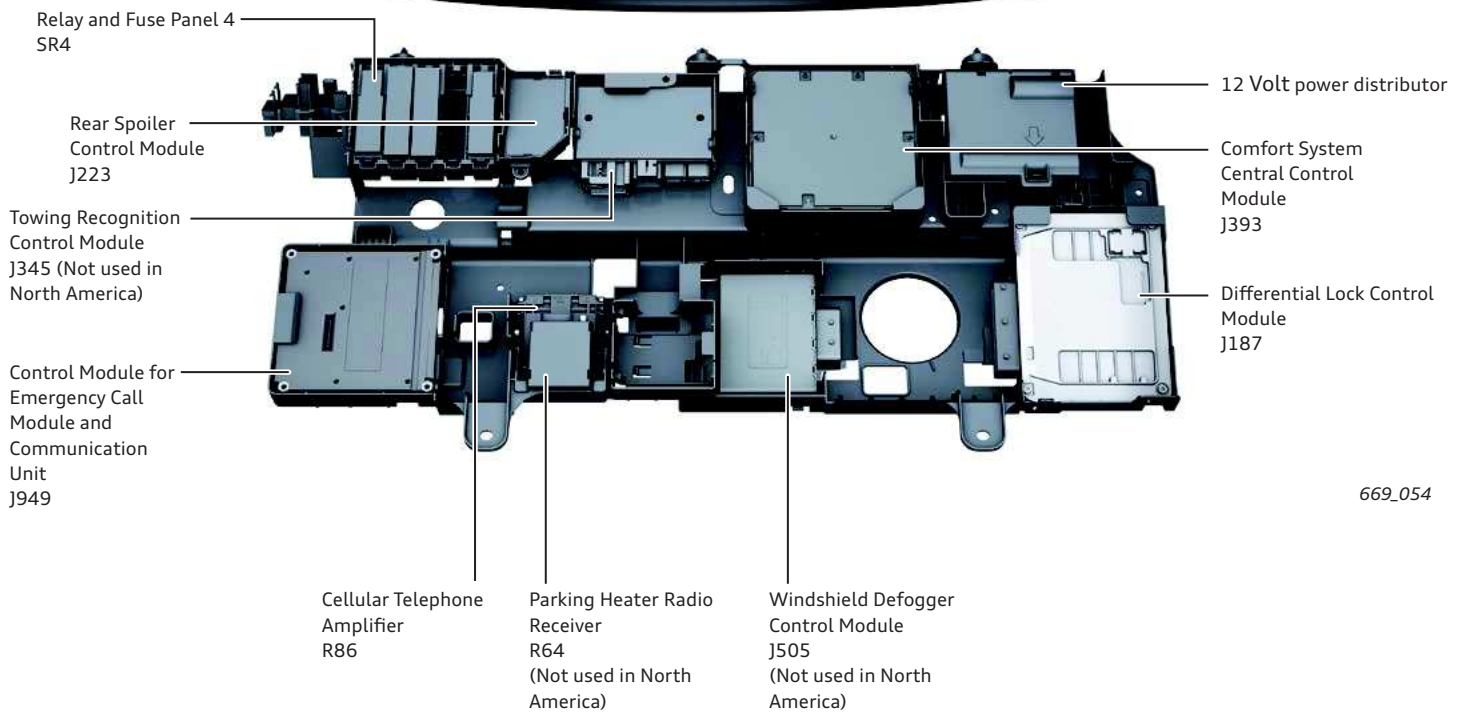 Relay and Fuse Panel 4
SR4
Rear Spoiler
Control Module
J223
Towing Recognition
Control Module
J345 (Not used in
North America)
Control Module for
Emergency Call
Module and
Communication
Unit
J949
12 Volt power distributor
Comfort System
Central Control
Module
J393
Differential Lock Control
Module
J187
669_054
Cellular Telephone
Amplifier
R86
Parking Heater Radio
Receiver
R64
(Not used in North
America)
Windshield Defogger
Control Module
J505
(Not used in North
America)